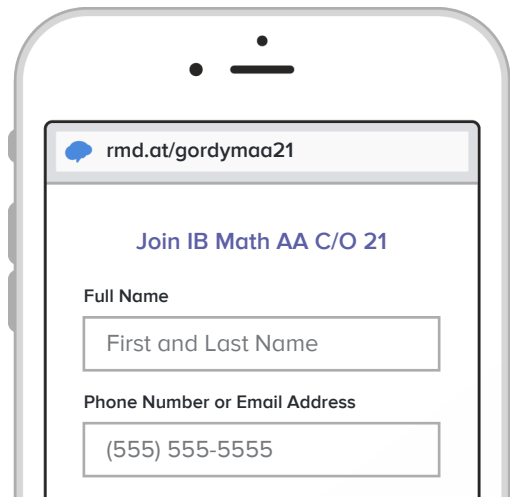 rmd.at/gordymaa21
Join IB Math AA C/O 21
Full Name
First and Last Name
Phone Number or Email Address
(555) 555-5555